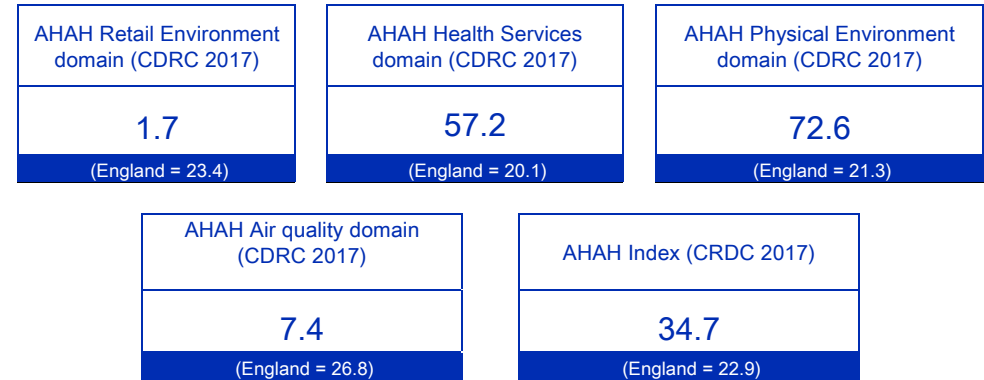 AHAH Retail Environment
domain (CDRC 2017)
1.7
(England = 23.4)
AHAH Health Services
domain (CDRC 2017)
57.2
(England = 20.1)
AHAH Physical Environment
domain (CDRC 2017)
72.6
(England = 21.3)
AHAH Air quality domain
(CDRC 2017)
7.4
(England = 26.8)
AHAH Index (CRDC 2017)
34.7
(England = 22.9)